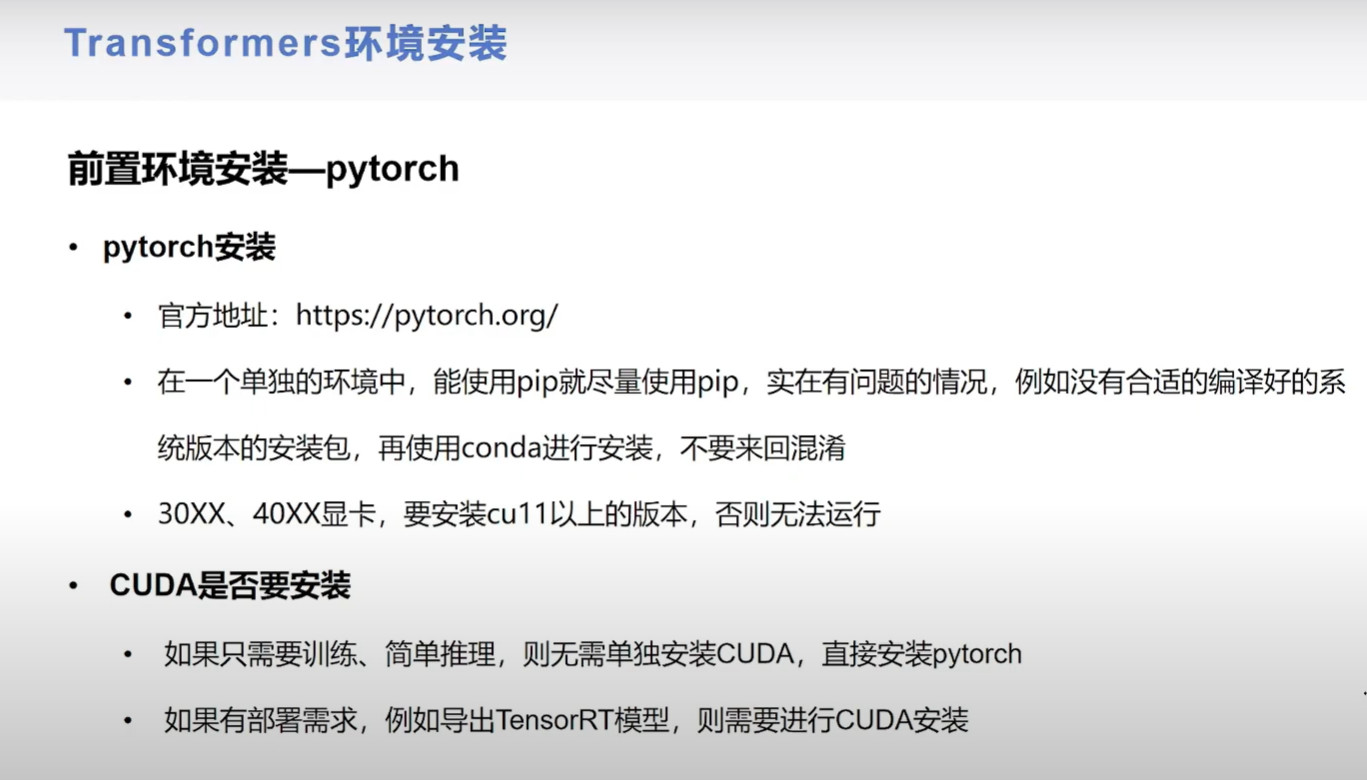 Transformers环境安装
前置环境安装—pytorch
• pytorch安装
• 官方地址：https://pytorch.org/
• 在一个单独的环境中，能使用pip就尽量使用pip，实在有问题的情况，例如没有合适的编译好的系
统版本的安装包，再使用conda进行安装，不要来回混淆
• 30XX、40XX显卡，要安装cu11以上的版本，否则无法运行
• CUDA是否要安装
• 如果只需要训练、简单推理，则无需单独安装CUDA，直接安装pytorch
• 如果有部署需求，例如导出TensorRT模型，则需要进行CUDA安装